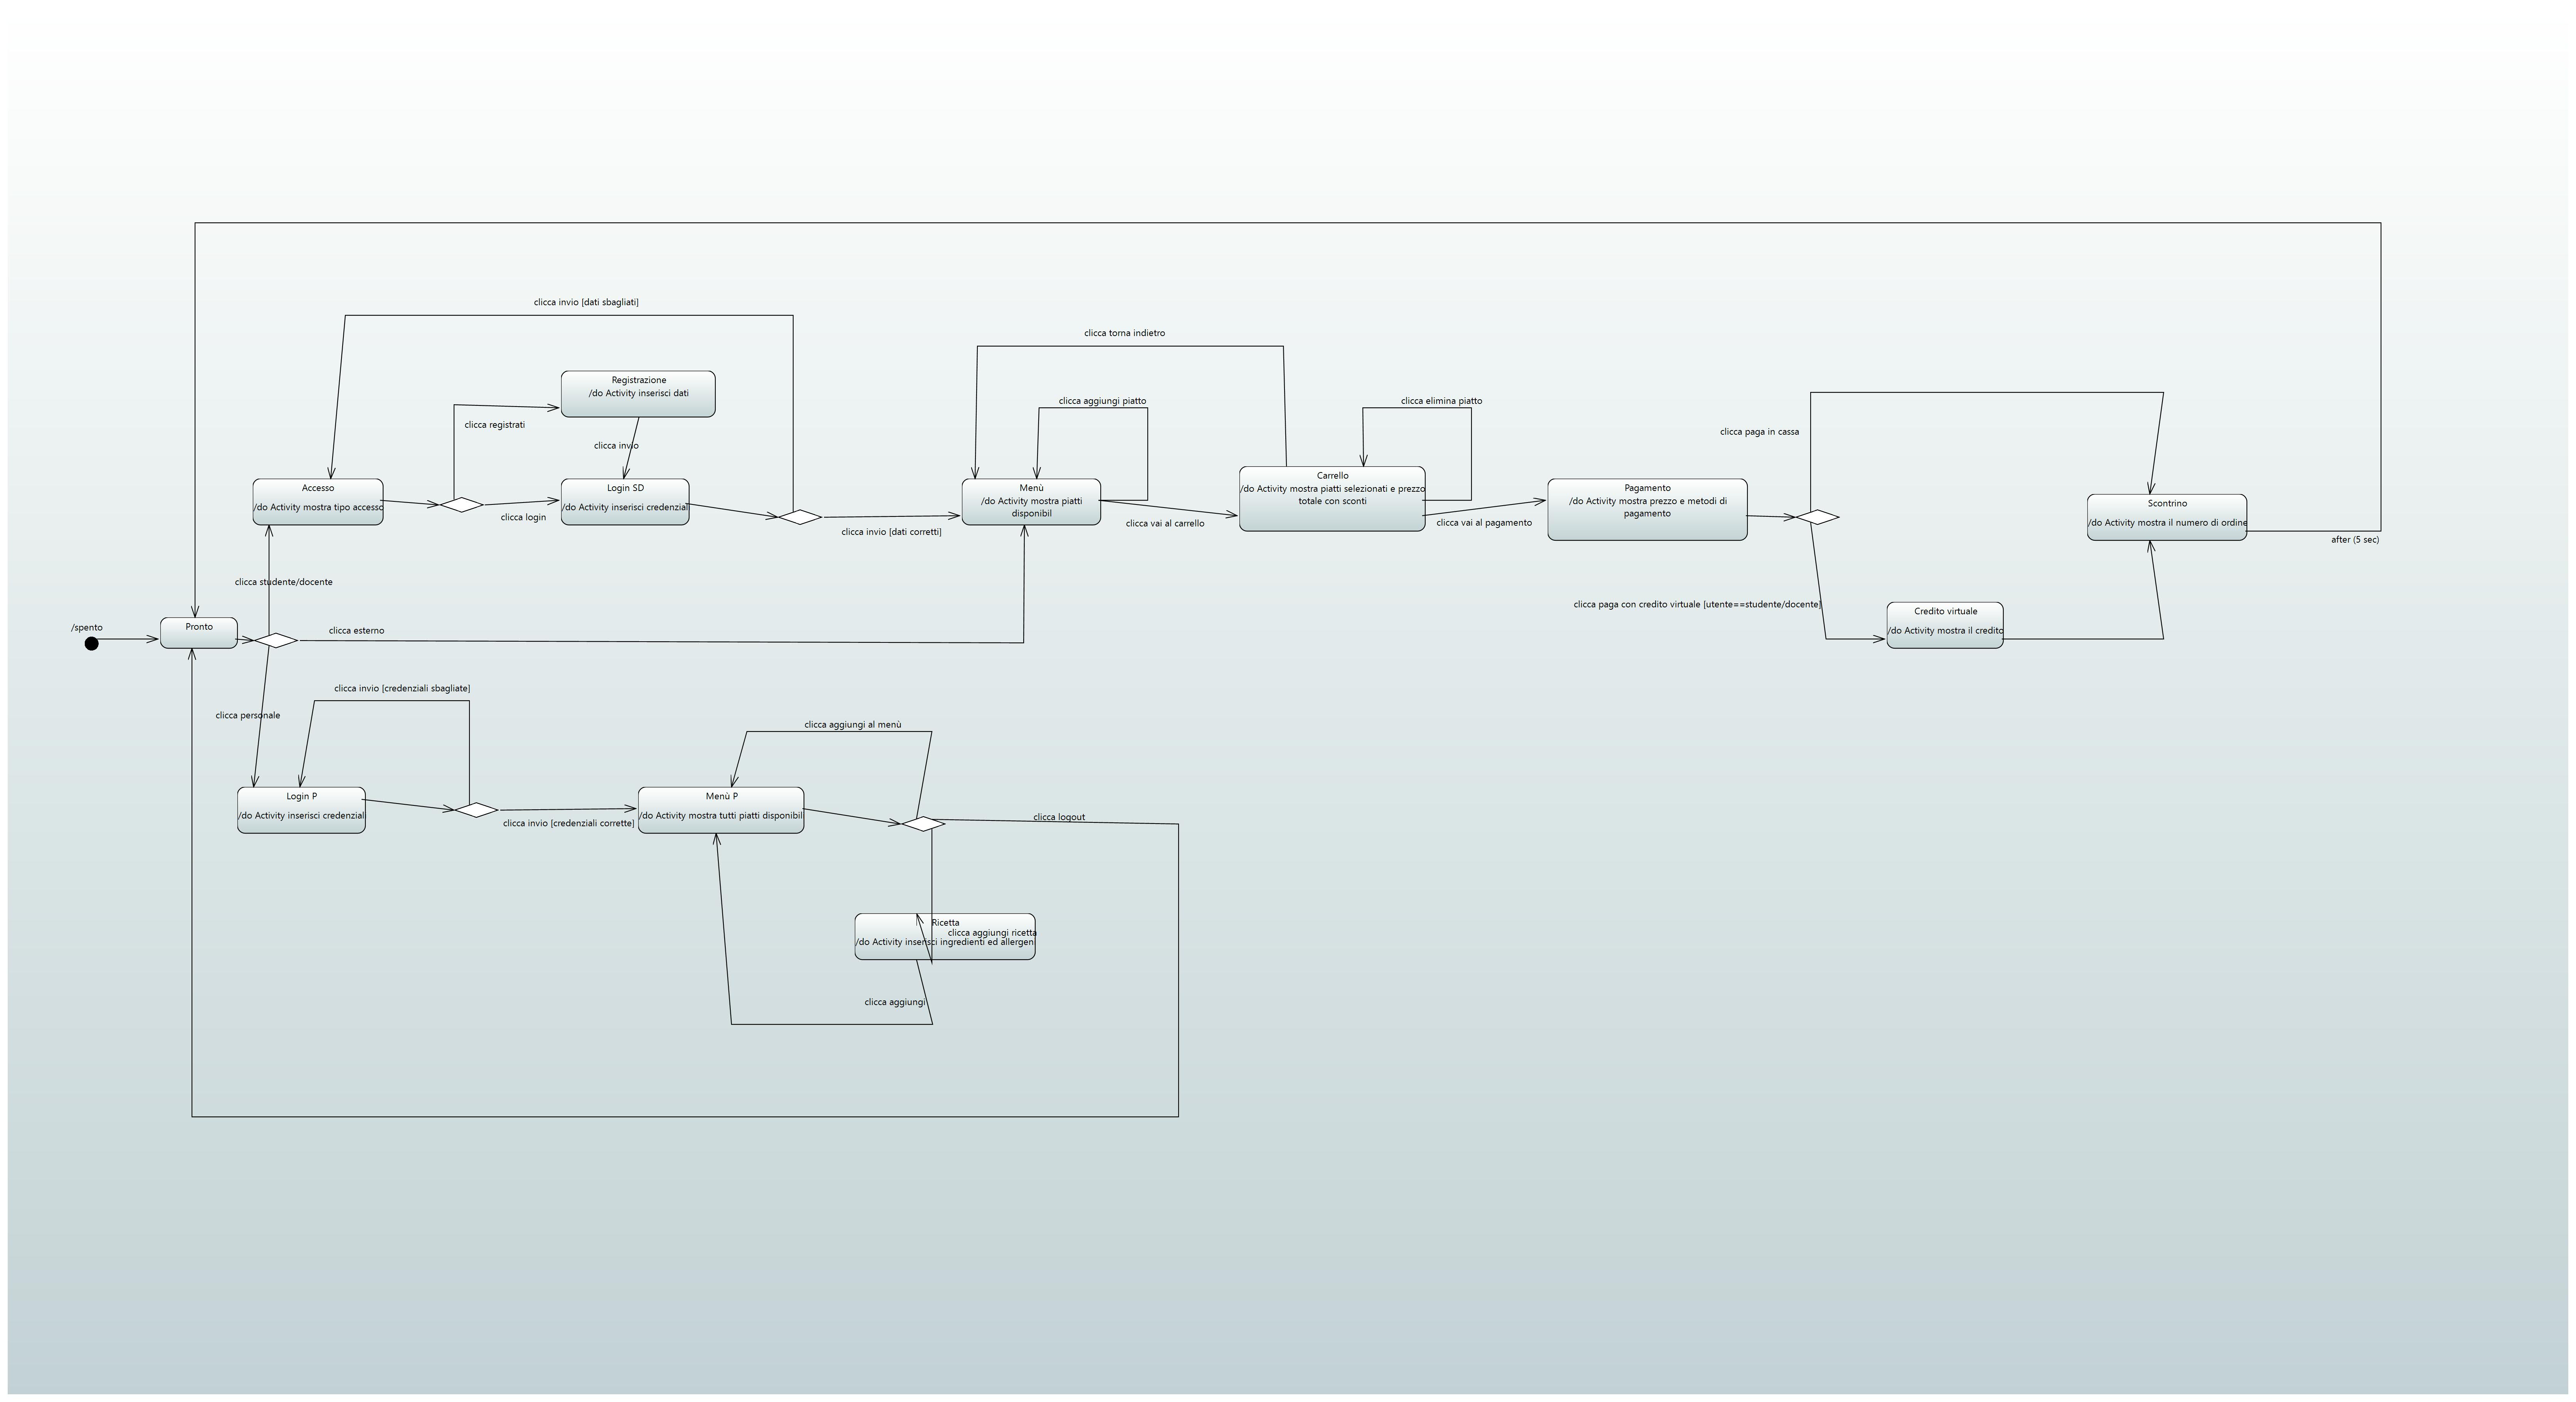 clicca invio [dati sbagliati]
clicca torna indietro
Registrazione
/do Activity inserisci dati
clicca registrati
clicca invio
clicca aggiungi piatto
clicca elimina piatto
clicca paga in cassa
Accesso
/do Activity mostra tipo accesso
clicca login
Login SD
/do Activity inserisci credenziali
clicca invio [dati corretti]
Menù
/do Activity mostra piatti
disponibil
clicca vai al carrello
Carrello
/do Activity mostra piatti selezionati e prezzo
totale con sconti
clicca vai al pagamento
Pagamento
/do Activity mostra prezzo e metodi di
pagamento
Scontrino
/do Activity mostra il numero di ordine
after (5 sec)
clicca studente/docente
/spento
Pronto
clicca esterno
clicca paga con credito virtuale [utente==studente/docente]
Credito virtuale
/do Activity mostra il credito
clicca personale
clicca invio [credenziali sbagliate]
clicca aggiungi al menù
Login P
/do Activity inserisci credenziali
clicca invio [credenziali corrette]
Menù P
/do Activity mostra tutti piatti disponibili
clicca logout
Ricetta
clicca aggiungi ricetta
/do Activity inserisci ingredienti ed allergeni
clicca aggiungi